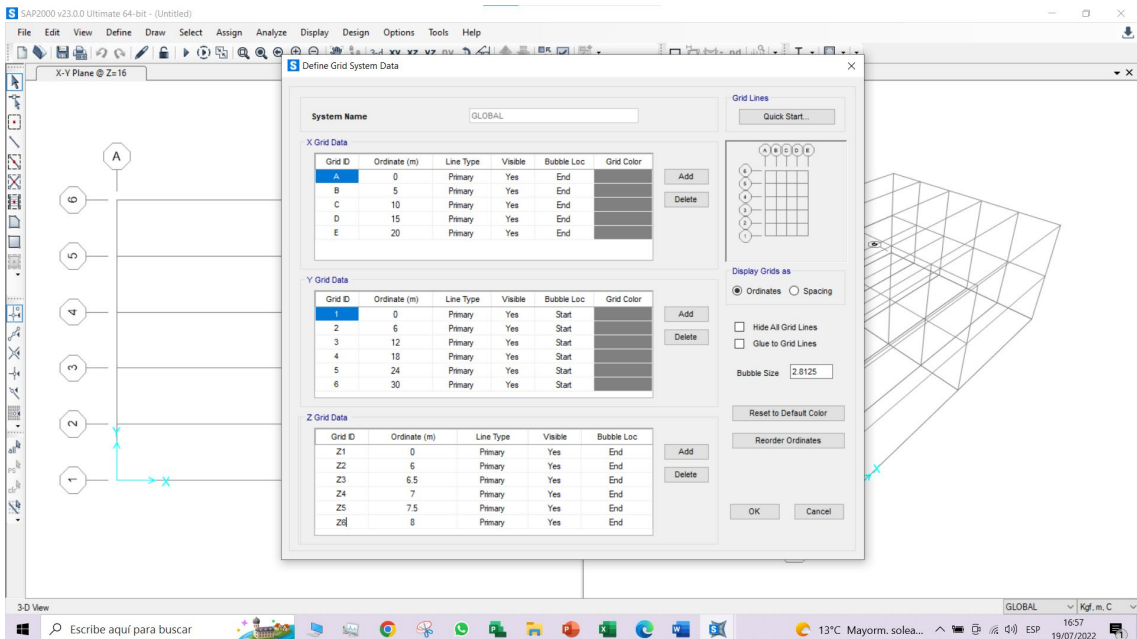 SAP2000 v23.0.0 Ultimate 64-bit - (Untitled)
File Edit View Define Draw Select Assign Analyze Display Design Options Tools Help
X-Y Plane @ Z=16
Define Grid System Data
System Name GLOBAL
Grid Lines
Quick Start...
X Grid Data
Grid ID Ordinate (m) Line Type Visible Bubble Loc Grid Color
A 0 Primary Yes End
B 5 Primary Yes End
C 10 Primary Yes End
D 15 Primary Yes End
E 20 Primary Yes End
Add
Delete
Y Grid Data
Grid ID Ordinate (m) Line Type Visible Bubble Loc Grid Color
1 0 Primary Yes Start
2 6 Primary Yes Start
3 12 Primary Yes Start
4 18 Primary Yes Start
5 24 Primary Yes Start
6 30 Primary Yes Start
Add
Delete
Z Grid Data
Grid ID Ordinate (m) Line Type Visible Bubble Loc
Z1 0 Primary Yes End
Z2 6 Primary Yes End
Z3 6.5 Primary Yes End
Z4 7 Primary Yes End
Z5 7.5 Primary Yes End
Z6 8 Primary Yes End
Add
Delete
A B C D E
6
5
4
3
2
1
Display Grids as
Ordinates Spacing
Hide All Grid Lines
Glue to Grid Lines
Bubble Size 2.8125
Reset to Default Color
Reorder Ordinates
OK Cancel
A
6
5
4
3
2
1
Y
X
X
all
PS
clr
3-D View
GLOBAL Kgf, m, C
Escribe aquí para buscar
13°C Mayorm. solea... ESP
16:57
19/07/2022